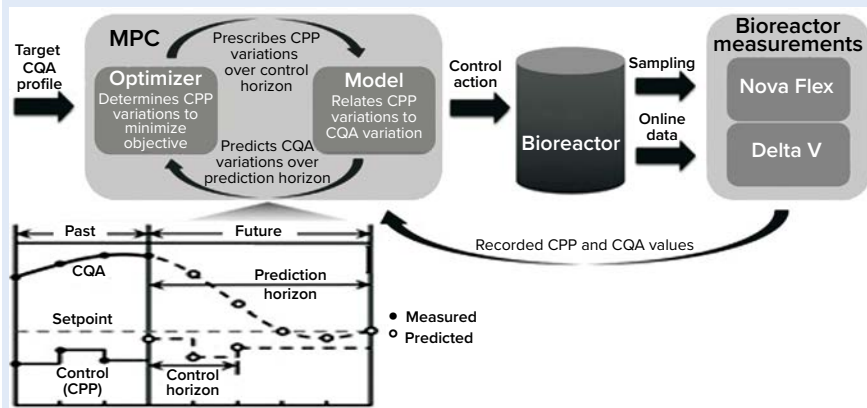 Target
CQA
profile
MPC
Prescribes CPP
variations
over control
horizon
Optimizer
Determines CPP
variations to
minimize
objective
Model
Relates CPP
variations to
CQA variation
Predicts CQA
variations over
prediction horizon
Control
action
Bioreactor
Sampling
Online
data
Bioreactor
measurements
Nova Flex
Delta V
Recorded CPP and CQA values
Past
Future
CQA
Prediction
horizon
Setpoint
Measured
Predicted
Control
(CPP)
Control
horizon